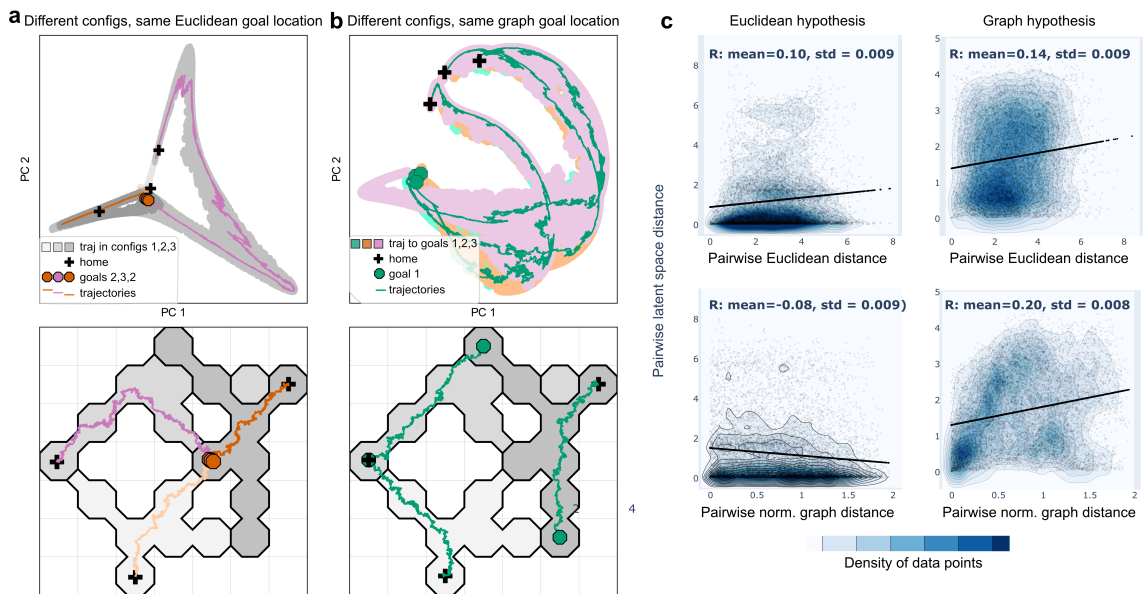 a Different configs, same Euclidean goal location
PC 2
traj in configs 1,2,3
home
goals 2,3,2
trajectories
PC 1
b Different configs, same graph goal location
PC 2
traj to goals 1,2,3
home
goal 1
trajectories
PC 1
2
4
c
Euclidean hypothesis
Graph hypothesis
Pairwise latent space distance
R: mean=0.10, std = 0.009
8
6
4
2
0
0 2 4 6 8
Pairwise Euclidean distance
R: mean=0.14, std= 0.009
5
4
3
2
1
0
0 2 4 6 8
Pairwise Euclidean distance
R: mean=-0.08, std = 0.009)
8
6
4
2
0
0 0.5 1 1.5 2
Pairwise norm. graph distance
R: mean=0.20, std = 0.008
5
4
3
2
1
0
0 0.5 1 1.5 2
Pairwise norm. graph distance
Density of data points